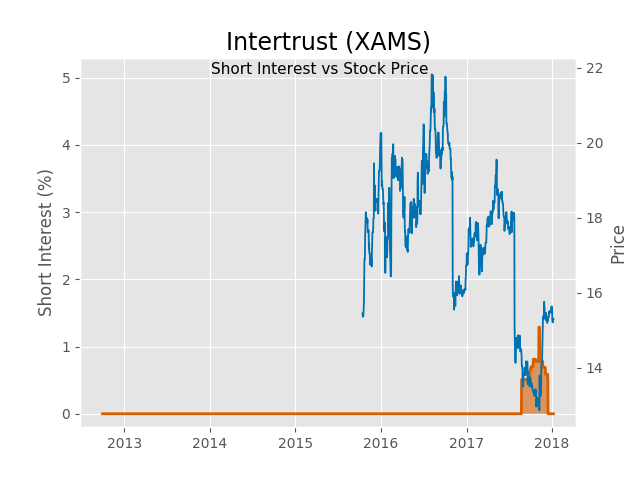 Intertrust (XAMS)
Short Interest vs Stock Price
Short Interest (%)
5
4
3
2
1
0
22
20
18
16
14
Price
2013 2014 2015 2016 2017 2018